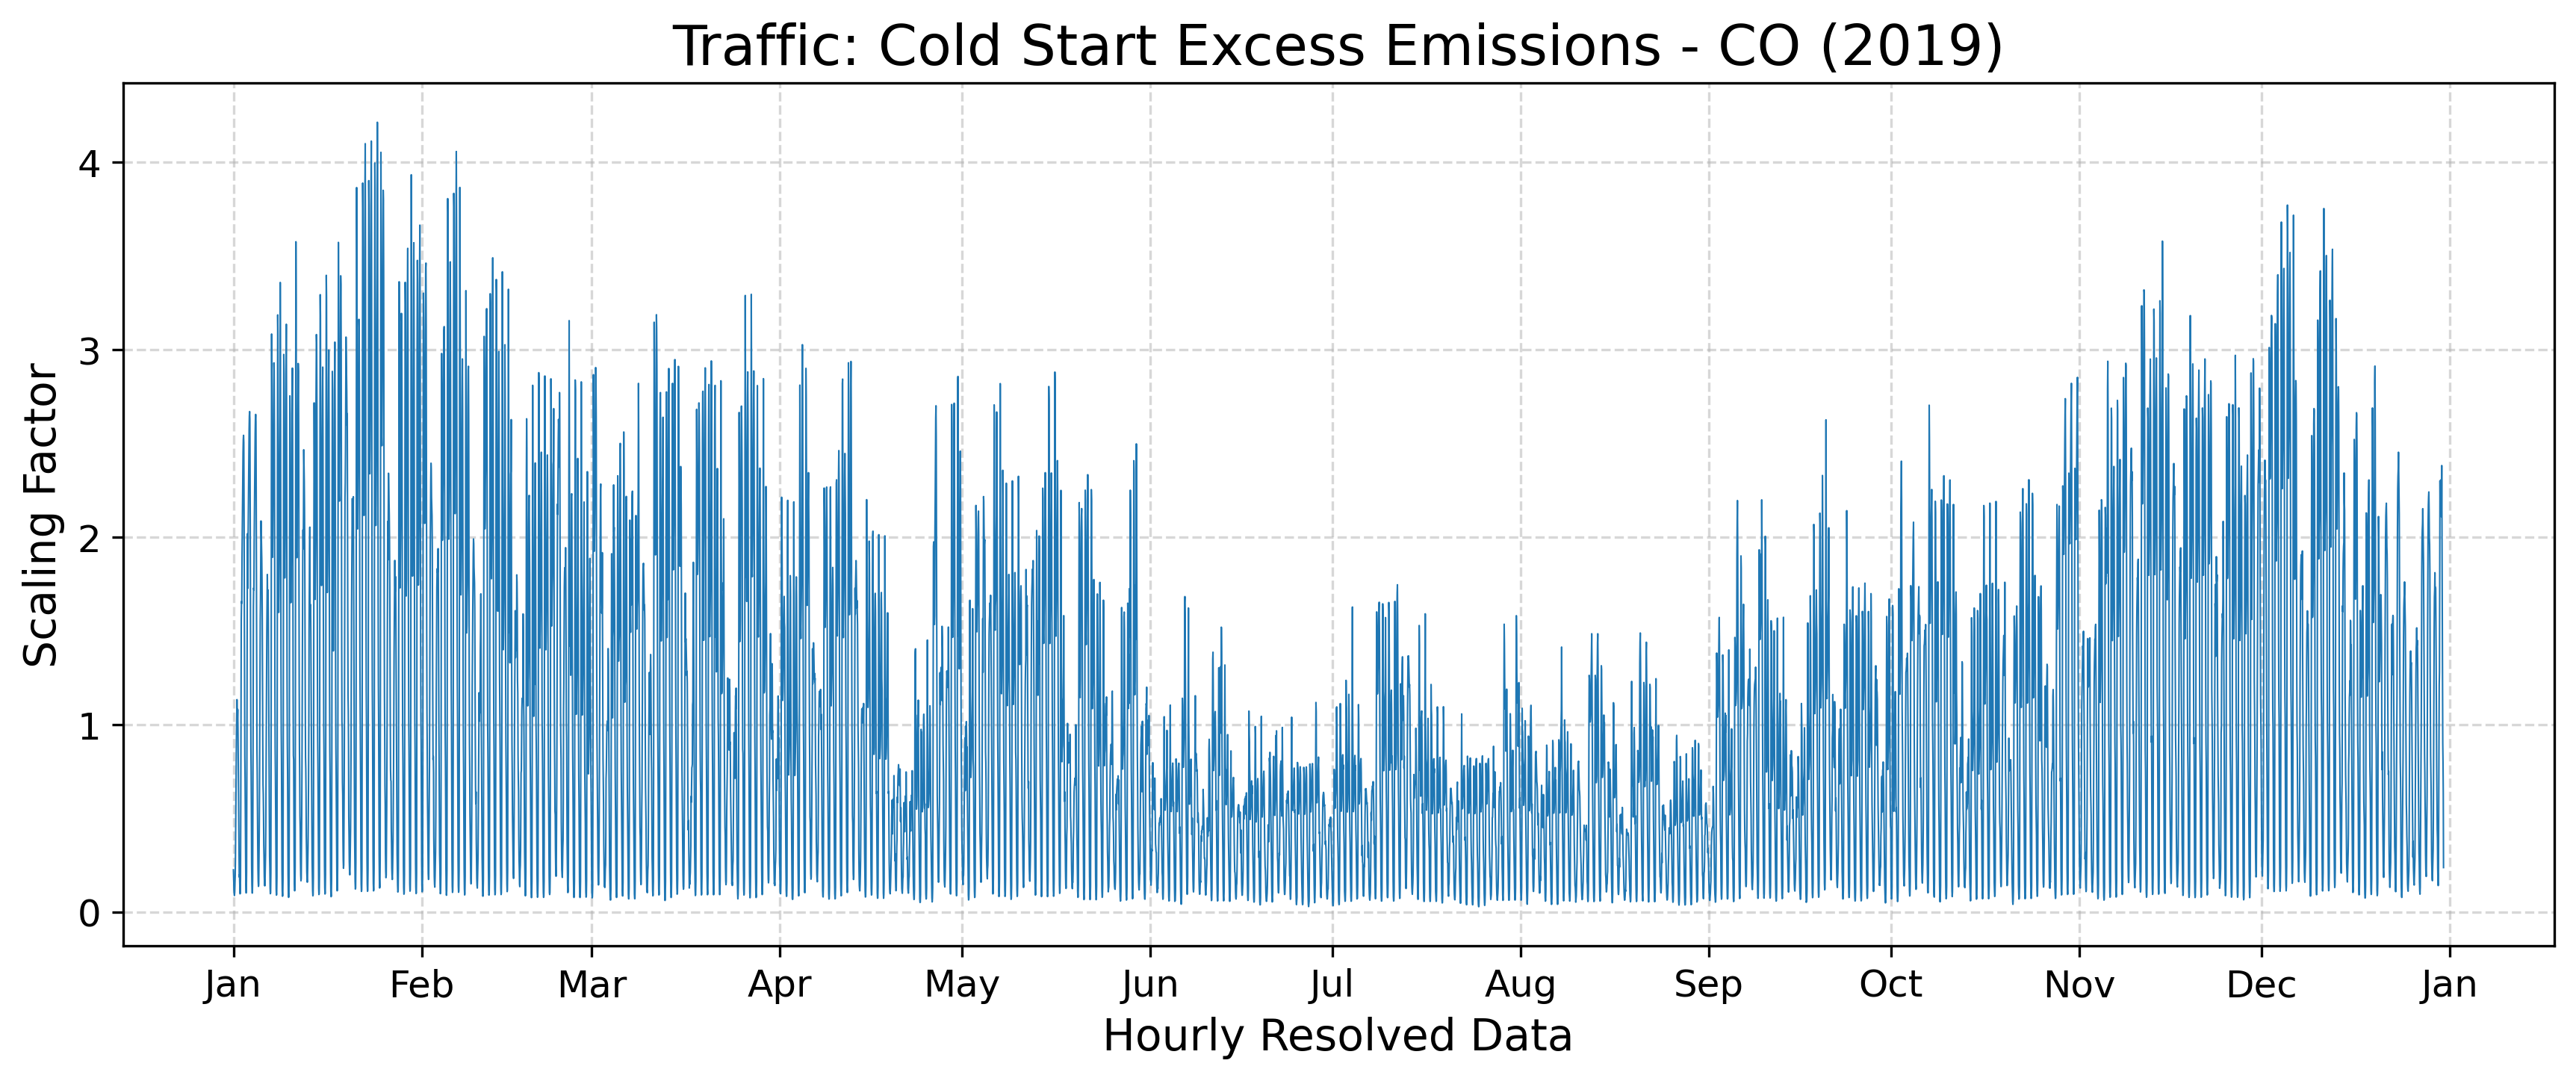 Traffic: Cold Start Excess Emissions - CO (2019)
Scaling Factor
4
3
2
1
0
Jan Feb Mar Apr May Jun Jul Aug Sep Oct Nov Dec Jan
Hourly Resolved Data